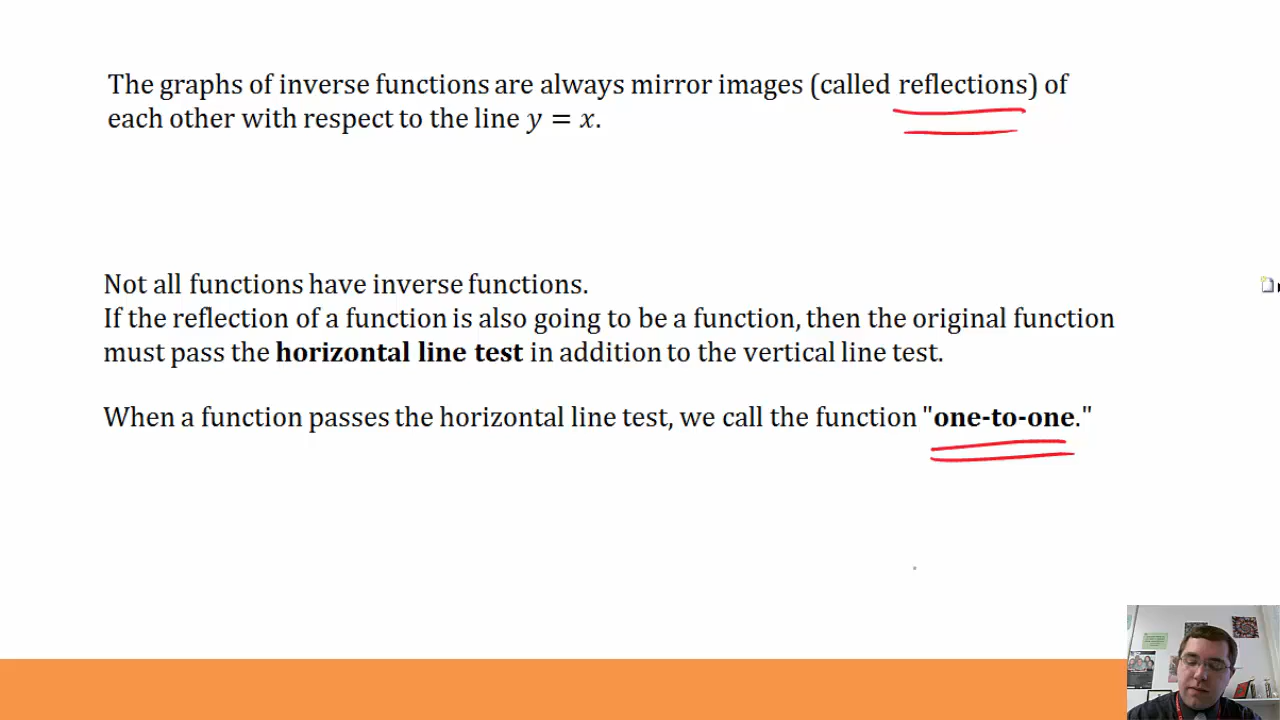 The graphs of inverse functions are always mirror images (called reflections) of
each other with respect to the line y = x.
Not all functions have inverse functions.
If the reflection of a function is also going to be a function, then the original function
must pass the horizontal line test in addition to the vertical line test.
When a function passes the horizontal line test, we call the function "one-to-one."